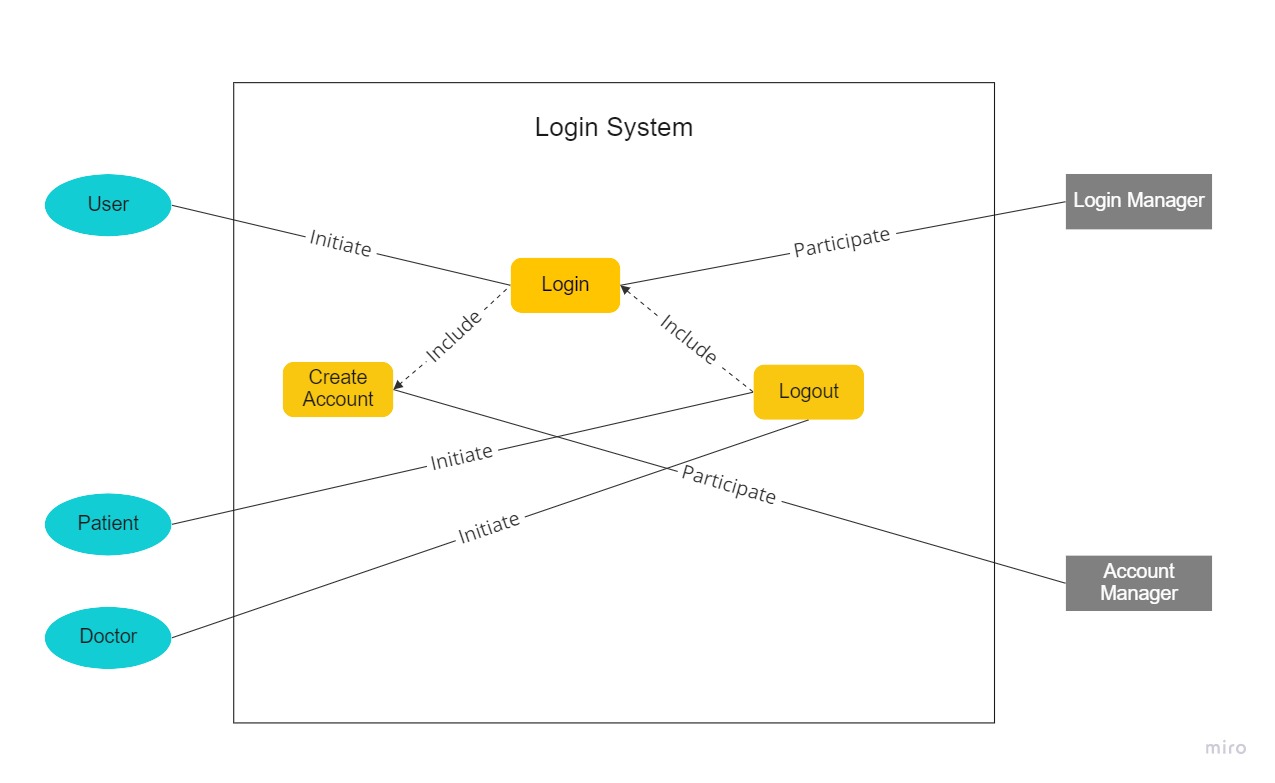 Login System
User
Login Manager
Initiate
Participate
Login
Include
Include
Create
Account
Logout
Initiate
Participate
Patient
Initiate
Account
Manager
Doctor
miro